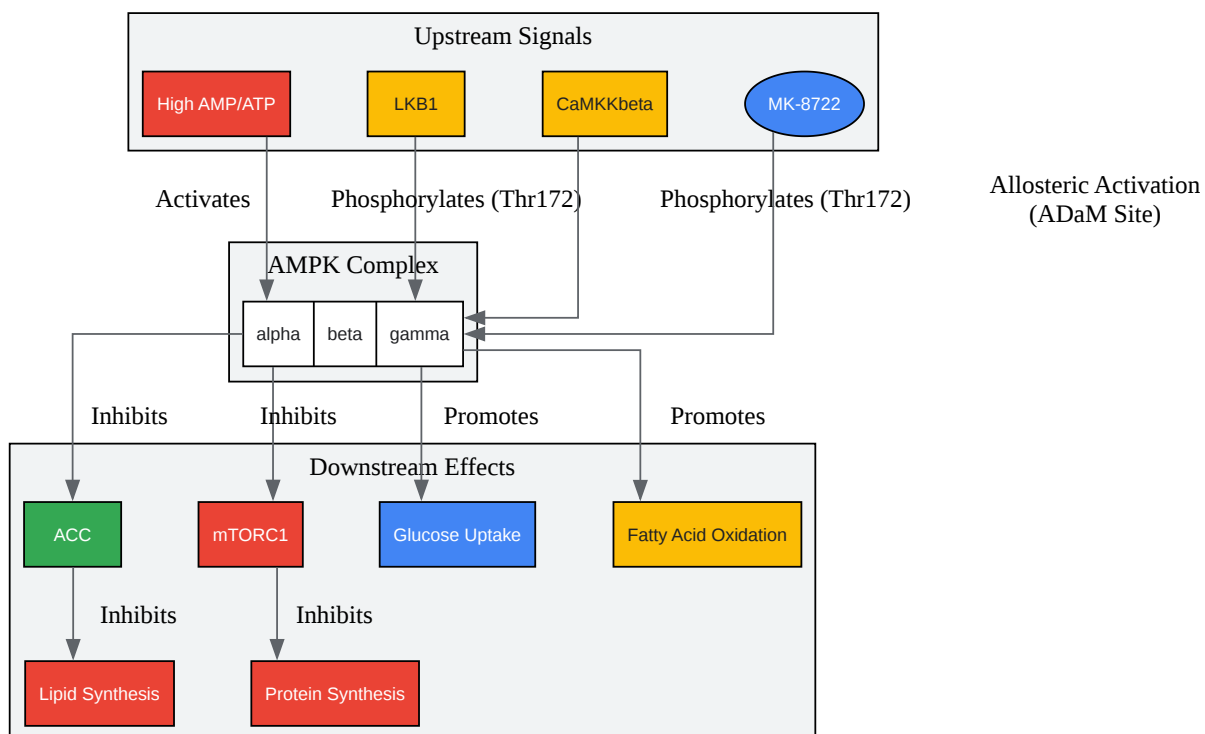 Upstream Signals
High AMP/ATP
LKB1
CaMKKbeta
MK-8722
Activates
Phosphorylates (Thr172)
Phosphorylates (Thr172)
Allosteric Activation
(ADaM Site)
AMPK Complex
alpha
beta
gamma
Inhibits
Inhibits
Promotes
Promotes
Downstream Effects
ACC
mTORC1
Glucose Uptake
Fatty Acid Oxidation
Inhibits
Inhibits
Lipid Synthesis
Protein Synthesis